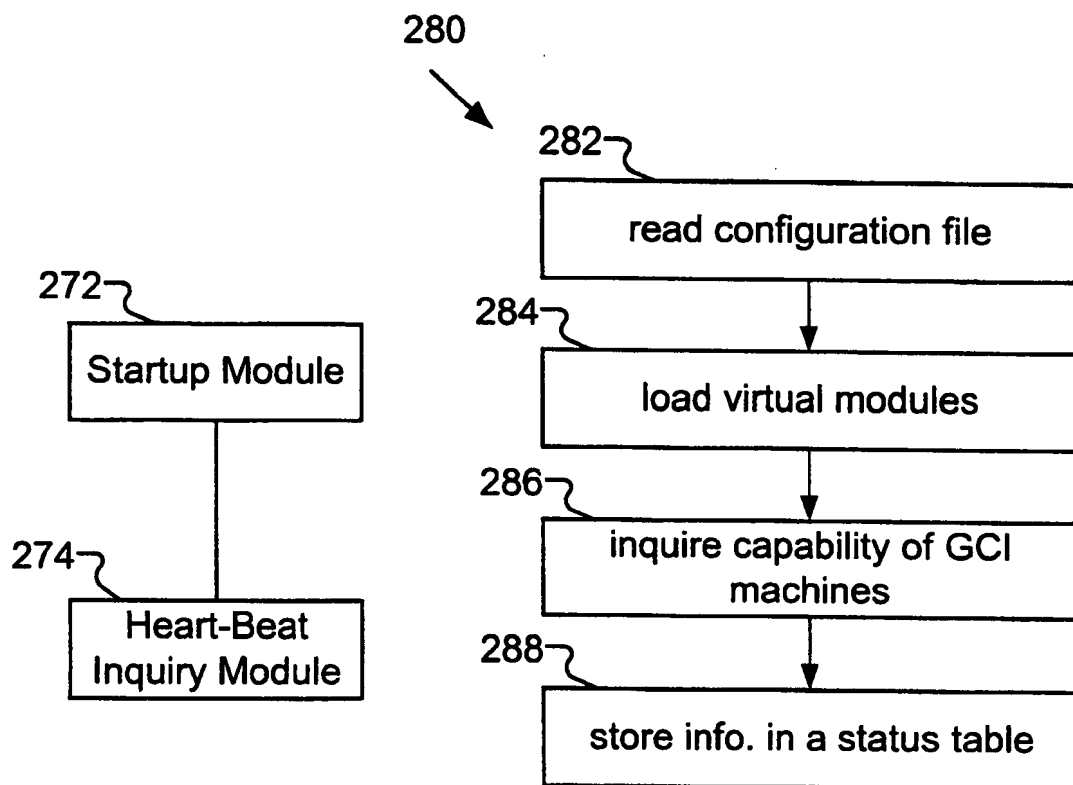 280
282
read configuration file
272
Startup Module
284
load virtual modules
286
inquire capability of GCI
machines
274
Heart-Beat
Inquiry Module
288
store info. in a status table